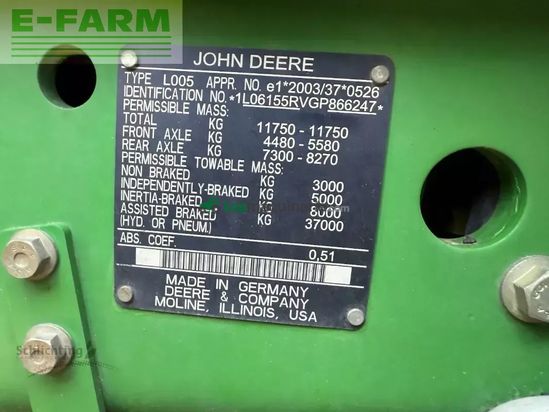 E-FARM
JOHN DEERE
TYPE L005 APPR. NO. e1*2003/37*0526
IDENTIFICATION NO. *1L06155RVGP866247*
PERMISSIBLE MASS:
TOTAL KG 11750 - 11750
FRONT AXLE KG 4480 - 5580
REAR AXLE KG 7300 - 8270
PERMISSIBLE TOWABLE MASS:
NON BRAKED KG 3000
INDEPENDENTLY-BRAKED KG 5000
INERTIA-BRAKED KG 8000
ASSISTED BRAKED KG 37000
(HYD. OR PNEUM.)
ABS. COEF. 0,51
MADE IN GERMANY
DEERE & COMPANY
MOLINE, ILLINOIS, USA
Schlichting